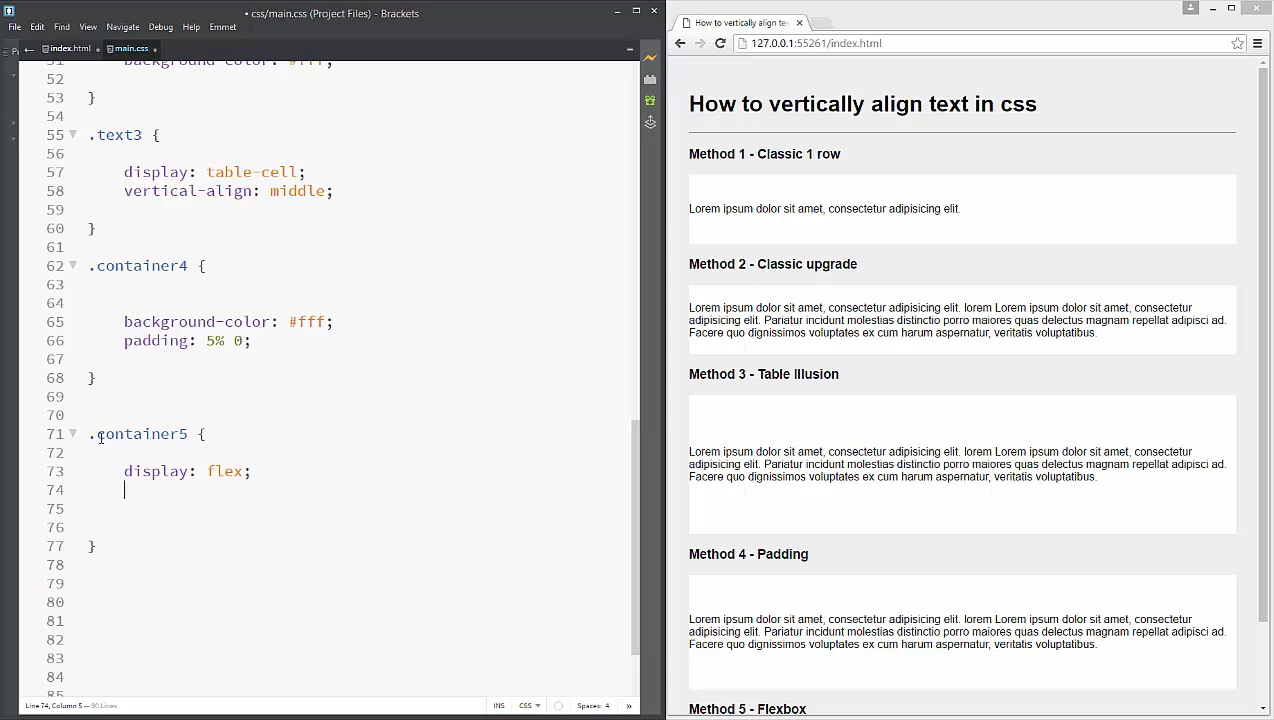 • css/main.css (Project Files) - Brackets
File Edit Find View Navigate Debug Help Emmet
index.html • main.css •
51 background-color: #fff;
52
53 }
54
55 .text3 {
56
57 display: table-cell;
58 vertical-align: middle;
59
60 }
61
62 .container4 {
63
64
65 background-color: #fff;
66 padding: 5% 0;
67
68 }
69
70
71 .container5 {
72
73 display: flex;
74
75
76
77 }
78
79
80
81
82
83
84
85
Line 74, Column 5 — 90 Lines
INS CSS Spaces: 4 »
How to vertically align tex
127.0.0.1:55261/index.html
How to vertically align text in css
Method 1 - Classic 1 row
Lorem ipsum dolor sit amet, consectetur adipisicing elit.
Method 2 - Classic upgrade
Lorem ipsum dolor sit amet, consectetur adipisicing elit. lorem Lorem ipsum dolor sit amet, consectetur
adipisicing elit. Pariatur incidunt molestias distinctio porro maiores quas delectus magnam repellat adipisci ad.
Facere quo dignissimos voluptates ex cum harum aspernatur, veritatis voluptatibus.
Method 3 - Table illusion
Lorem ipsum dolor sit amet, consectetur adipisicing elit. lorem Lorem ipsum dolor sit amet, consectetur
adipisicing elit. Pariatur incidunt molestias distinctio porro maiores quas delectus magnam repellat adipisci ad.
Facere quo dignissimos voluptates ex cum harum aspernatur, veritatis voluptatibus.
Method 4 - Padding
Lorem ipsum dolor sit amet, consectetur adipisicing elit. lorem Lorem ipsum dolor sit amet, consectetur
adipisicing elit. Pariatur incidunt molestias distinctio porro maiores quas delectus magnam repellat adipisci ad.
Facere quo dignissimos voluptates ex cum harum aspernatur, veritatis voluptatibus.
Method 5 - Flexbox